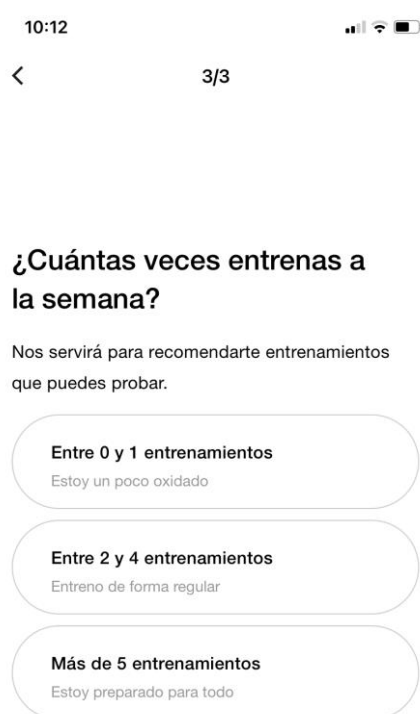 10:12
3/3
¿Cuántas veces entrenas a
la semana?
Nos servirá para recomendarte entrenamientos
que puedes probar.
Entre 0 y 1 entrenamientos
Estoy un poco oxidado
Entre 2 y 4 entrenamientos
Entreno de forma regular
Más de 5 entrenamientos
Estoy preparado para todo